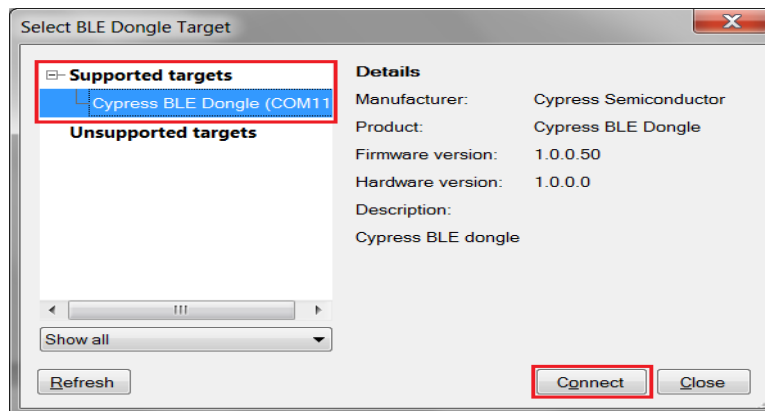 Select BLE Dongle Target
Supported targets
Cypress BLE Dongle (COM11
Unsupported targets
Show all
Refresh
Details
Manufacturer: Cypress Semiconductor
Product: Cypress BLE Dongle
Firmware version: 1.0.0.50
Hardware version: 1.0.0.0
Description:
Cypress BLE dongle
Connect Close